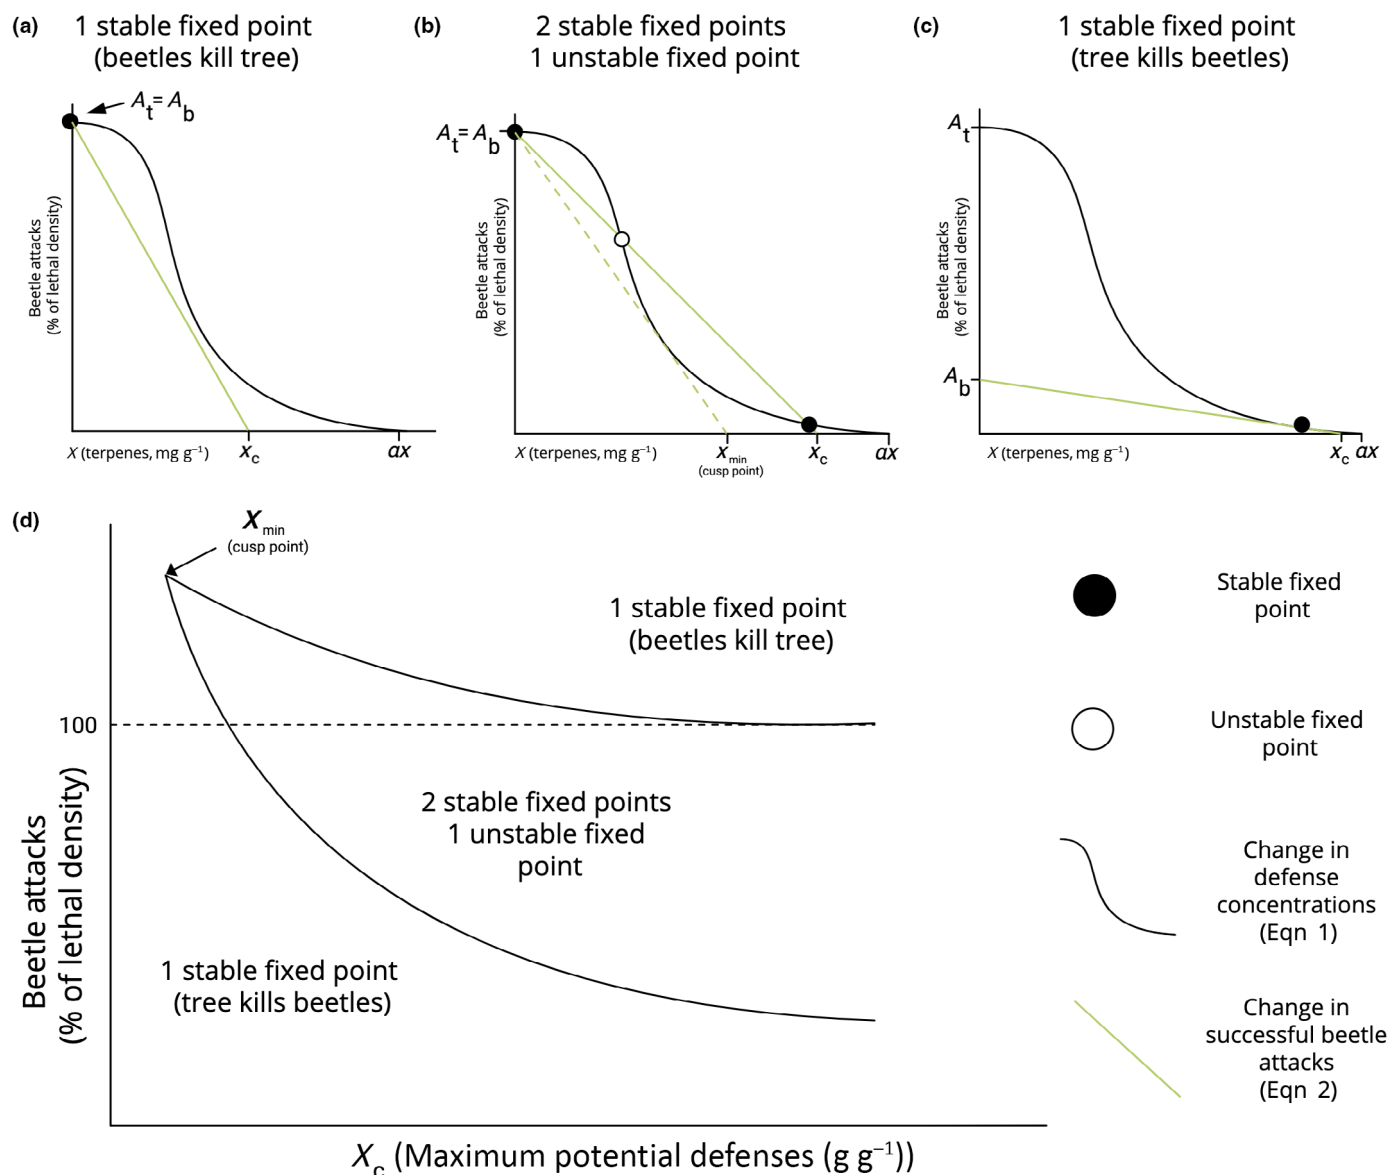 (a)
1 stable fixed point
(beetles kill tree)
At = Ab
Beetle attacks
(% of lethal density)
X (terpenes, mg g⁻¹)
xc
ax
(b)
2 stable fixed points
1 unstable fixed point
At = Ab
Beetle attacks
(% of lethal density)
X (terpenes, mg g⁻¹)
xmin
(cusp point)
xc
ax
(c)
1 stable fixed point
(tree kills beetles)
At
Ab
Beetle attacks
(% of lethal density)
X (terpenes, mg g⁻¹)
xc
ax
(d)
Xmin
(cusp point)
1 stable fixed point
(beetles kill tree)
100
2 stable fixed points
1 unstable fixed
point
1 stable fixed point
(tree kills beetles)
Beetle attacks
(% of lethal density)
Xc (Maximum potential defenses (g g⁻¹))
Stable fixed
point
Unstable fixed
point
Change in
defense
concentrations
(Eqn 1)
Change in
successful beetle
attacks
(Eqn 2)